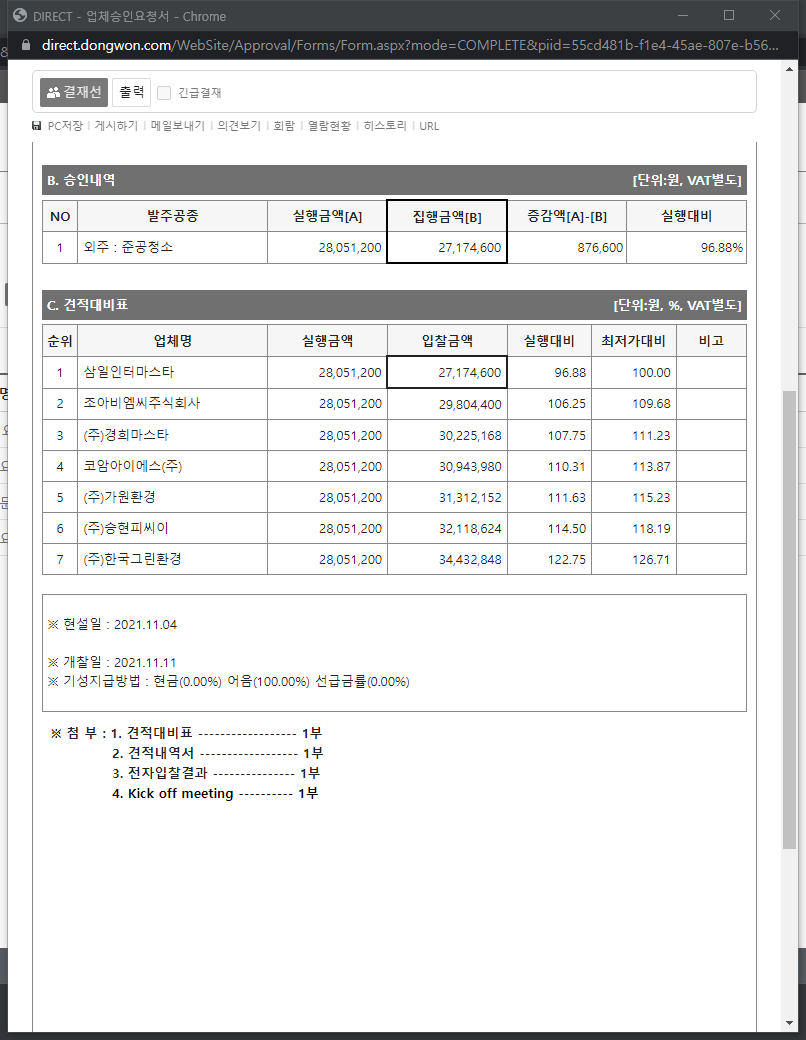 DIRECT - 업체승인요청서 - Chrome
direct.dongwon.com/WebSite/Approval/Forms/Form.aspx?mode=COMPLETE&piid=55cd481b-f1e4-45ae-807e-b56...
결재선 출력 긴급결재
PC저장 | 게시하기 | 메일보내기 | 의견보기 | 회람 | 열람현황 | 히스토리 | URL
B. 승인내역 [단위:원, VAT별도]
NO 발주공종 실행금액[A] 집행금액[B] 증감액[A]-[B] 실행대비
1 외주 : 준공청소 28,051,200 27,174,600 876,600 96.88%
C. 견적대비표 [단위:원, %, VAT별도]
순위 업체명 실행금액 입찰금액 실행대비 최저가대비 비고
1 삼일인터마스타 28,051,200 27,174,600 96.88 100.00
2 조아비엠씨주식회사 28,051,200 29,804,400 106.25 109.68
3 (주)경희마스타 28,051,200 30,225,168 107.75 111.23
4 코암아이에스(주) 28,051,200 30,943,980 110.31 113.87
5 (주)가원환경 28,051,200 31,312,152 111.63 115.23
6 (주)승현피씨이 28,051,200 32,118,624 114.50 118.19
7 (주)한국그린환경 28,051,200 34,432,848 122.75 126.71
※ 현설일 : 2021.11.04
※ 개찰일 : 2021.11.11
※ 기성지급방법 : 현금(0.00%) 어음(100.00%) 선급금률(0.00%)
※ 첨 부 : 1. 견적대비표 ------------------ 1부
2. 견적내역서 ------------------ 1부
3. 전자입찰결과 --------------- 1부
4. Kick off meeting ---------- 1부